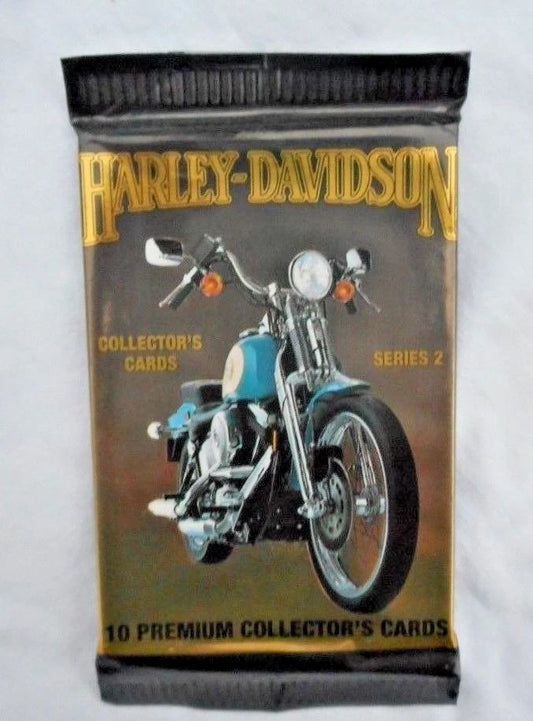 HARLEY-DAVIDSON
COLLECTOR'S
CARDS
SERIES 2
10 PREMIUM COLLECTOR'S CARDS